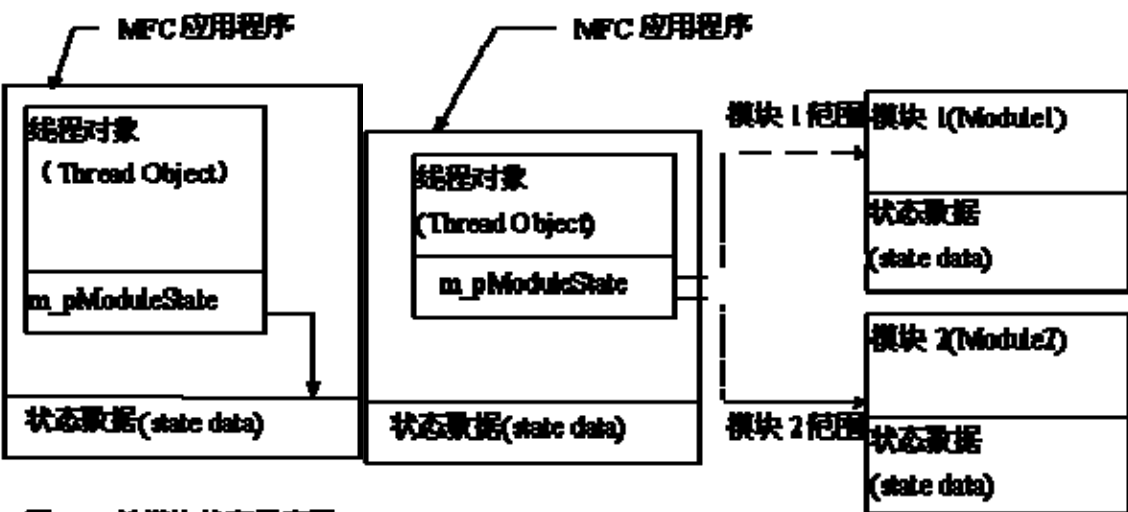 MFC 应用程序
MFC 应用程序
线程对象
（Thread Object）
m_pModuleState
状态数据(state data)
线程对象
(Thread Object)
m_pModuleState
状态数据(state data)
模块 1 范围
模块 1(Module1)
状态数据
(state data)
模块 2 范围
模块 2(Module2)
状态数据
(state data)